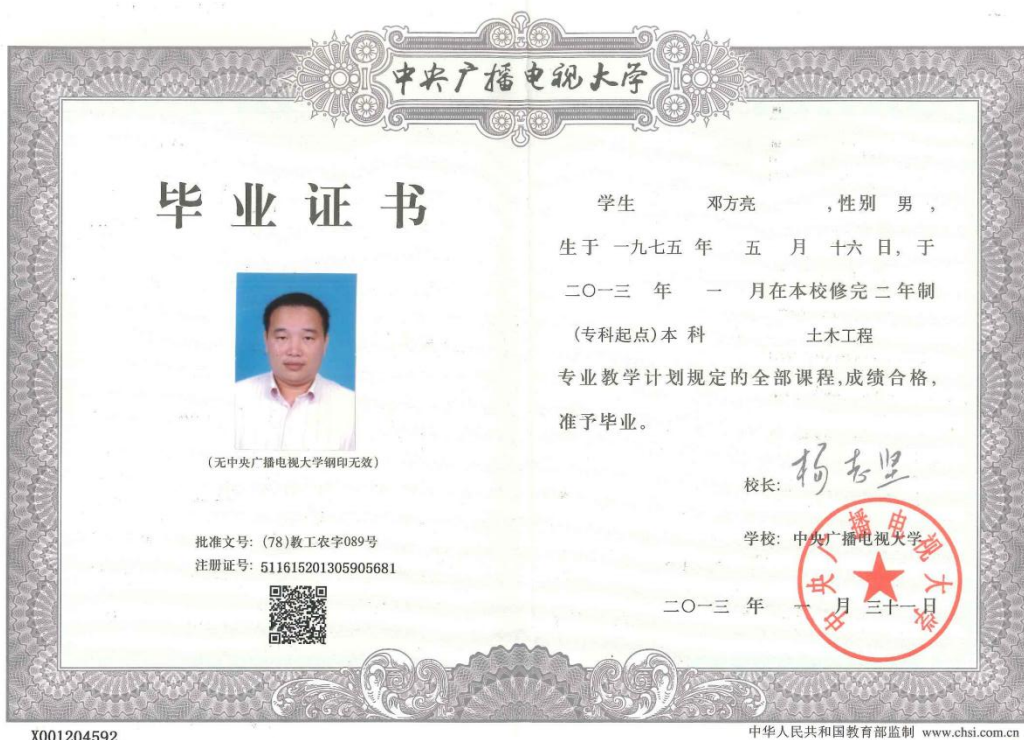 中央广播电视大学
毕业证书
(无中央广播电视大学钢印无效)
批准文号: (78)教工农字089号
注册证号: 511615201305905681
X001204592
学生 邓方亮 ,性别 男 ,
生于 一九七五 年 五 月 十六 日, 于
二〇一三 年 一 月在本校修完 二 年制
(专科起点)本 科 土木工程
专业教学计划规定的全部课程,成绩合格,
准予毕业。
校长: 杨志坚
学校: 中央广播电视大学
中央广播电视大学
二〇一三 年 一 月 三十一 日
中华人民共和国教育部监制 www.chsi.com.cn